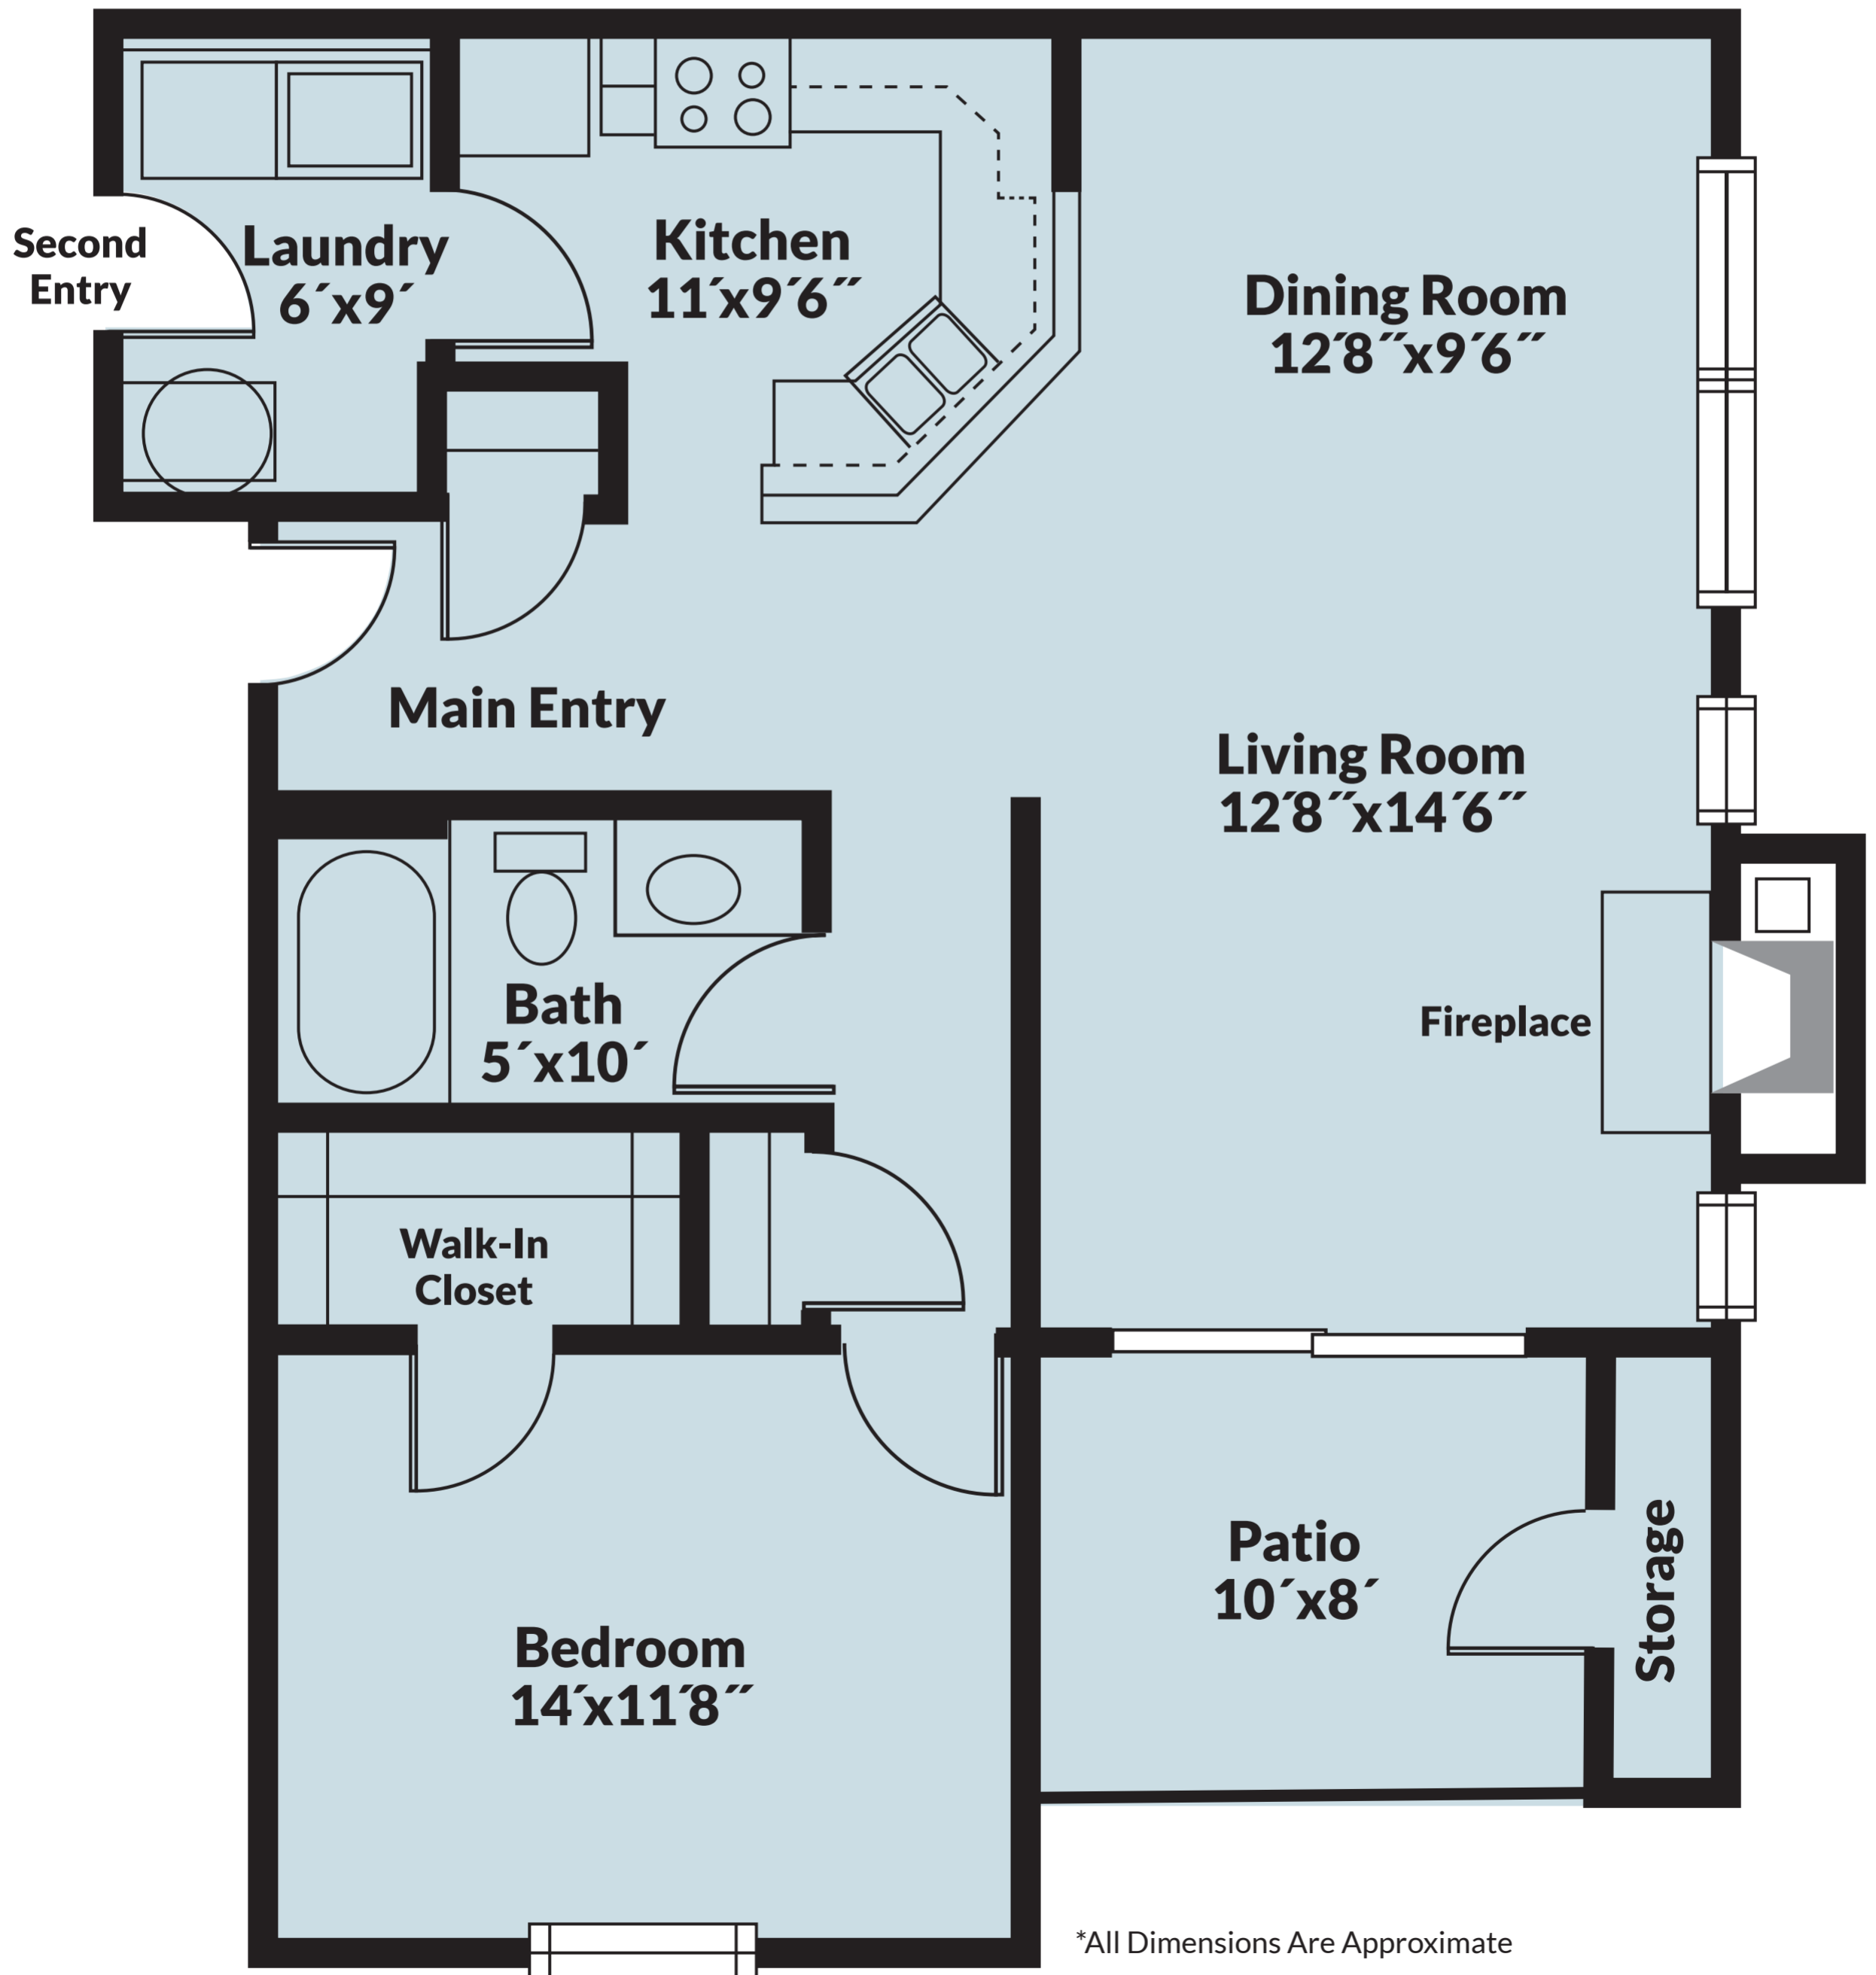 Second
Entry
Laundry
6´x9´
Kitchen
11´x9´6´´
Dining Room
12´8´´x9´6´´
Main Entry
Living Room
12´8´´x14´6´´
Bath
5´x10´
Fireplace
Walk-In
Closet
Patio
10´x8´
Storage
Bedroom
14´x11´8´´
*All Dimensions Are Approximate